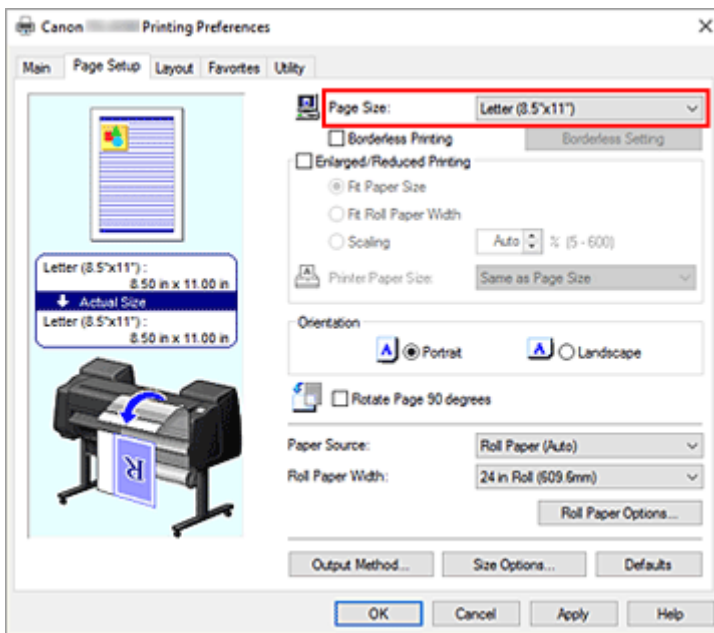 Canon Printing Preferences
Main Page Setup Layout Favorites Utility
Page Size: Letter (8.5"x11")
Borderless Printing Borderless Setting
Enlarged/Reduced Printing
Fit Paper Size
Fit Roll Paper Width
Scaling Auto % (5 - 600)
Printer Paper Size: Same as Page Size
Letter (8.5"x11") :
8.50 in x 11.00 in
Actual Size
Letter (8.5"x11") :
8.50 in x 11.00 in
Orientation
A Portrait A Landscape
Rotate Page 90 degrees
R
Paper Source: Roll Paper (Auto)
Roll Paper Width: 24 in Roll (609.6mm)
Roll Paper Options...
Output Method... Size Options... Defaults
OK Cancel Apply Help